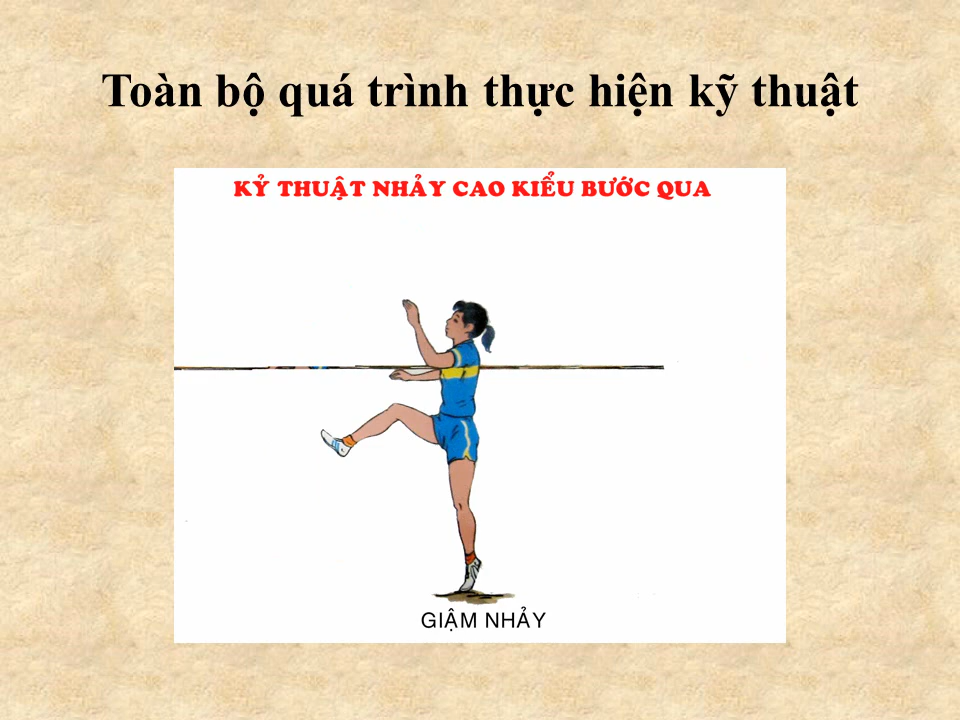 Toàn bộ quá trình thực hiện kỹ thuật
KỶ THUẬT NHẢY CAO KIỂU BƯỚC QUA
GIẬM NHẢY